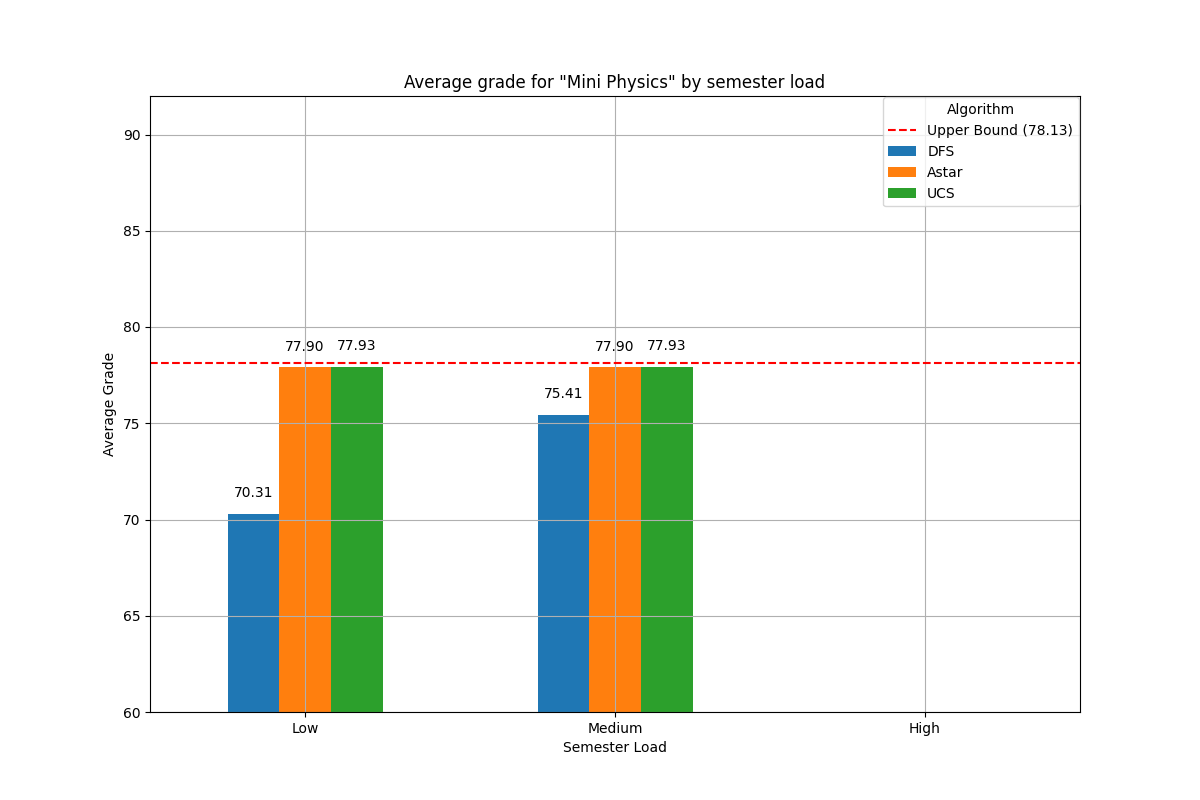 Average grade for "Mini Physics" by semester load
Algorithm
Upper Bound (78.13)
DFS
Astar
UCS
Average Grade
90
85
80
75
70
65
60
70.31
77.90
77.93
75.41
77.90
77.93
Low
Medium
High
Semester Load